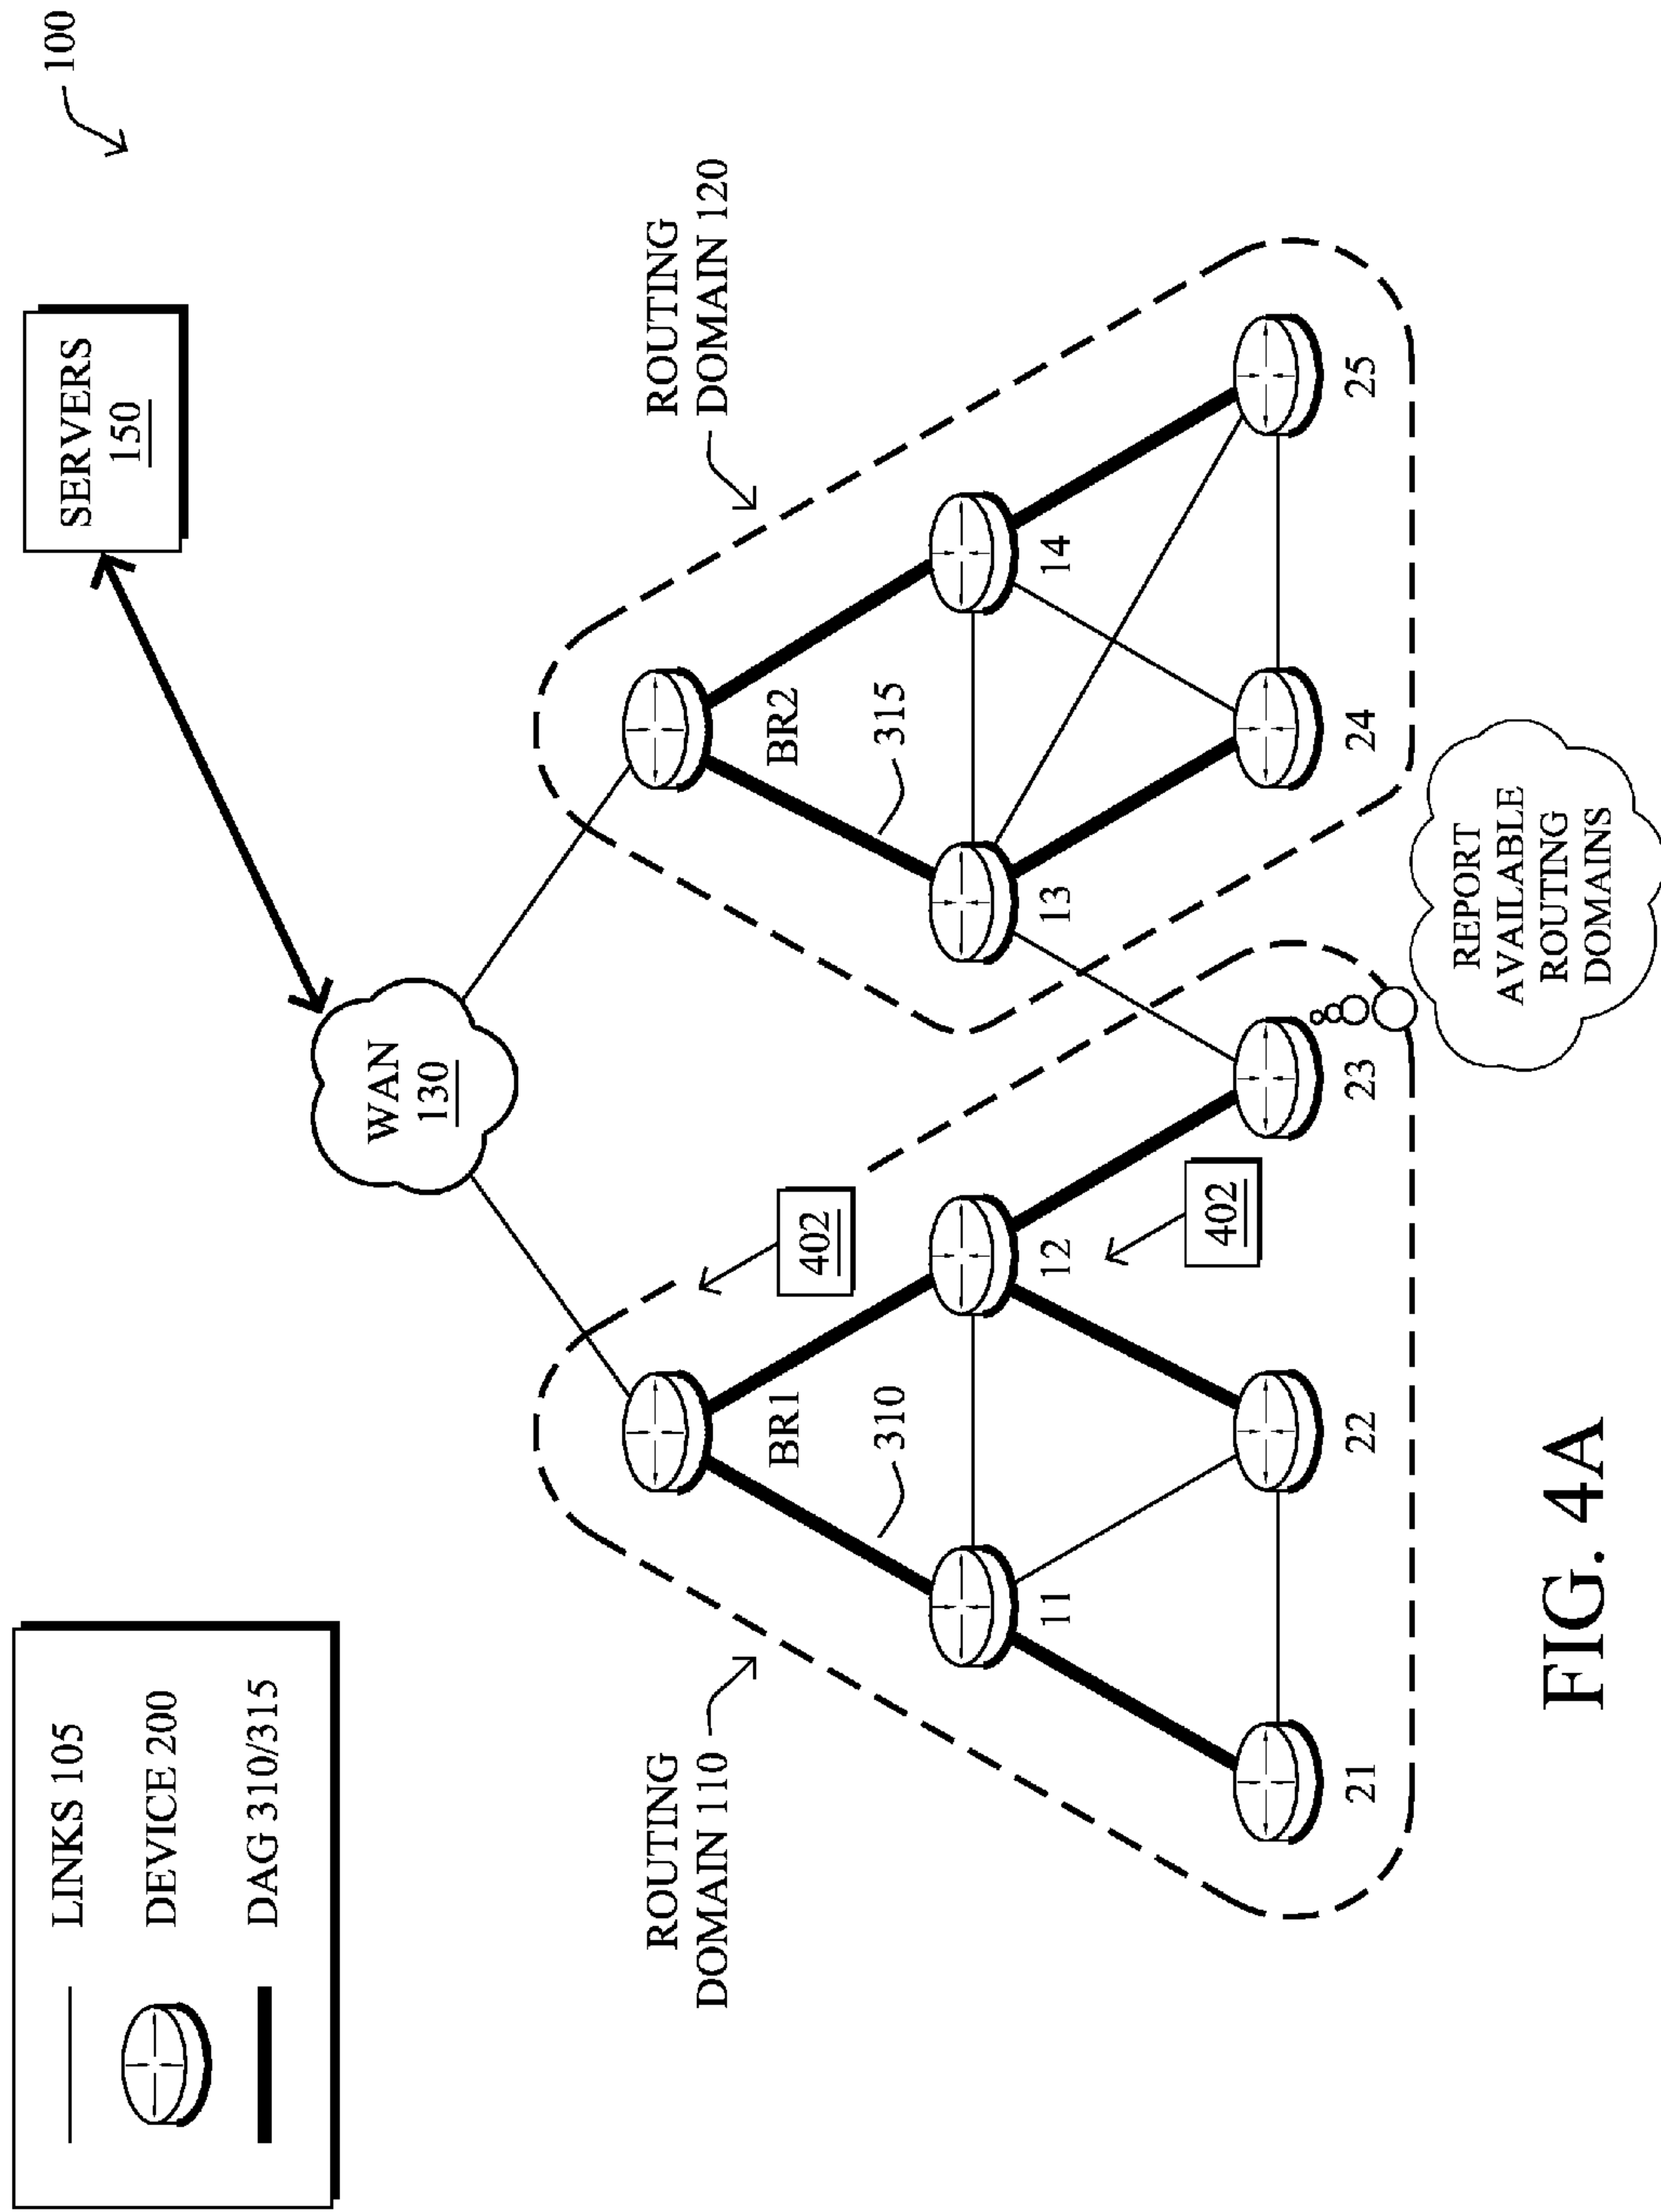 100
LINKS 105
DEVICE 200
DAG 310/315
SERVERS
150
WAN
130
ROUTING
DOMAIN 110
ROUTING
DOMAIN 120
BR1
402
BR2
310
315
11
12
13
14
402
21
22
23
24
25
REPORT
AVAILABLE
ROUTING
DOMAINS
FIG. 4A